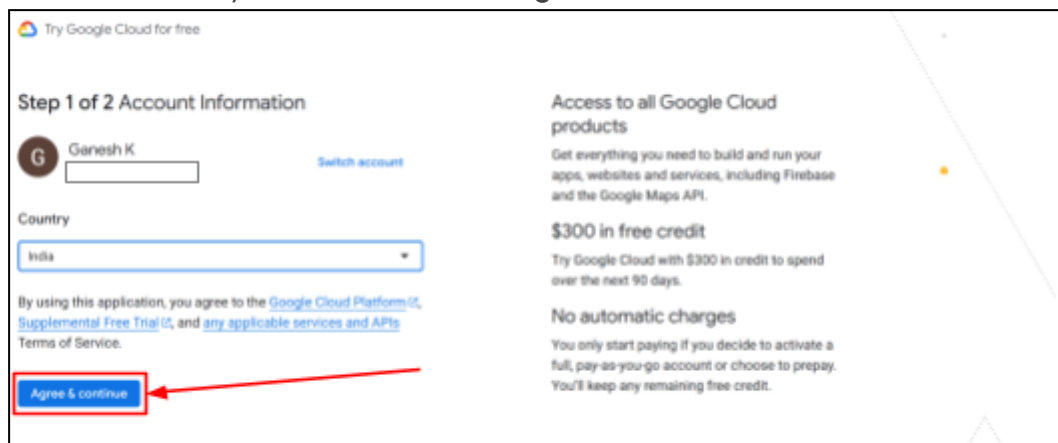 Try Google Cloud for free
Step 1 of 2 Account Information
G
Ganesh K
Switch account
Country
India
By using this application, you agree to the Google Cloud Platform,
Supplemental Free Trial, and any applicable services and APIs
Terms of Service.
Agree & continue
Access to all Google Cloud
products
Get everything you need to build and run your
apps, websites and services, including Firebase
and the Google Maps API.
$300 in free credit
Try Google Cloud with $300 in credit to spend
over the next 90 days.
No automatic charges
You only start paying if you decide to activate a
full, pay-as-you-go account or choose to prepay.
You'll keep any remaining free credit.